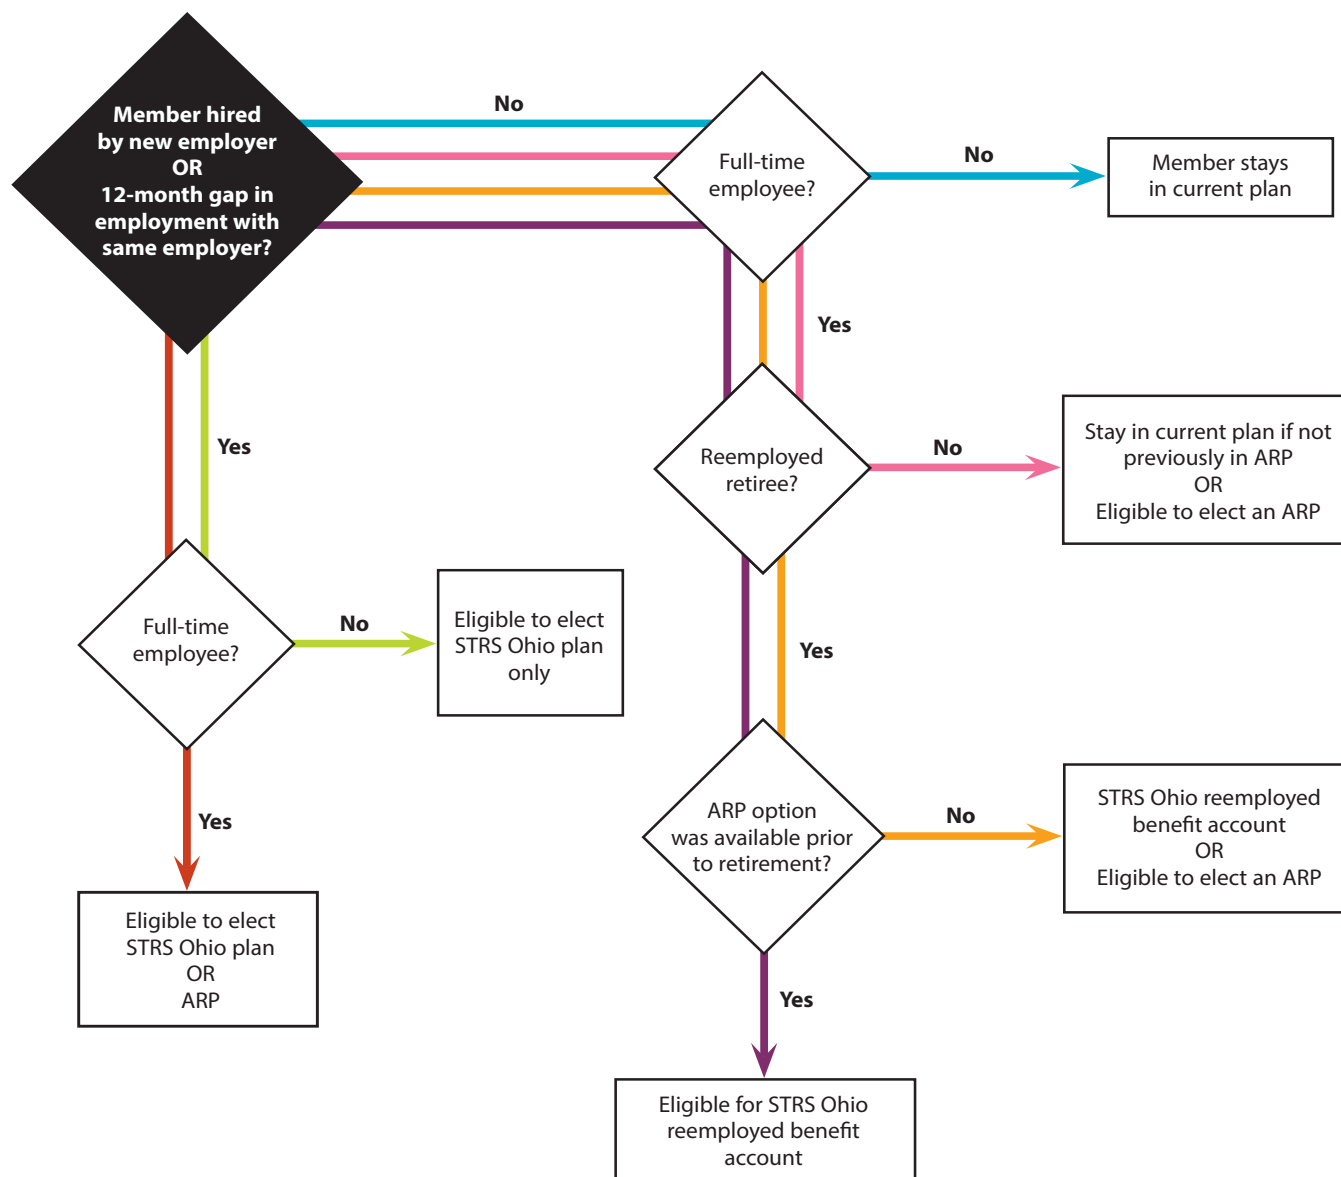 Member hired
by new employer
OR
12-month gap in
employment with
same employer?
No
Full-time
employee?
No
Member stays
in current plan
Yes
Yes
Reemployed
retiree?
No
Stay in current plan if not
previously in ARP
OR
Eligible to elect an ARP
Full-time
employee?
No
Eligible to elect
STRS Ohio plan
only
Yes
Yes
Eligible to elect
STRS Ohio plan
OR
ARP
ARP option
was available prior
to retirement?
No
STRS Ohio reemployed
benefit account
OR
Eligible to elect an ARP
Yes
Eligible for STRS Ohio
reemployed benefit
account